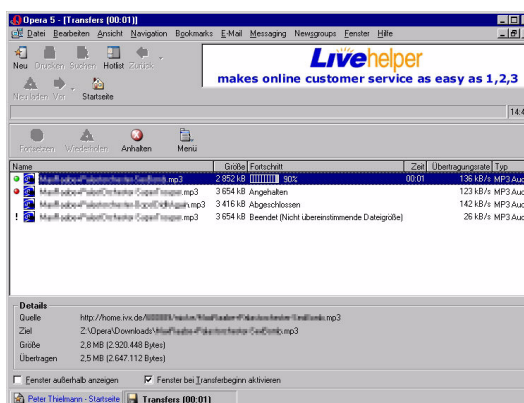 Opera 5 - [Transfers (00:01)]
Datei Bearbeiten Ansicht Navigation Bookmarks E-Mail Messaging Newsgroups Fenster Hilfe
Neu Drucken Suchen Hotlist Zurück
Neu laden Vor Startseite
Livehelper
makes online customer service as easy as 1,2,3
14:4
Fortsetzen Wiederholen Anhalten Menü
Name Größe Fortschritt Zeit Übertragungsrate Typ
.mp3 2 852 kB 90% 00:01 136 kB/s MP3 Aud
.mp3 3 654 kB Angehalten 123 kB/s MP3 Aud
.mp3 3 416 kB Abgeschlossen 142 kB/s MP3 Aud
.mp3 3 654 kB Beendet (Nicht übereinstimmende Dateigröße) 26 kB/s MP3 Aud
Details
Quelle http://home.ivx.de/ .mp3
Ziel Z:\Opera\Downloads\ .mp3
Größe 2,8 MB (2.920.448 Bytes)
Übertragen 2,5 MB (2.647.112 Bytes)
Fenster außerhalb anzeigen Fenster bei Transferbeginn aktivieren
Peter Thielmann - Startseite Transfers (00:01)